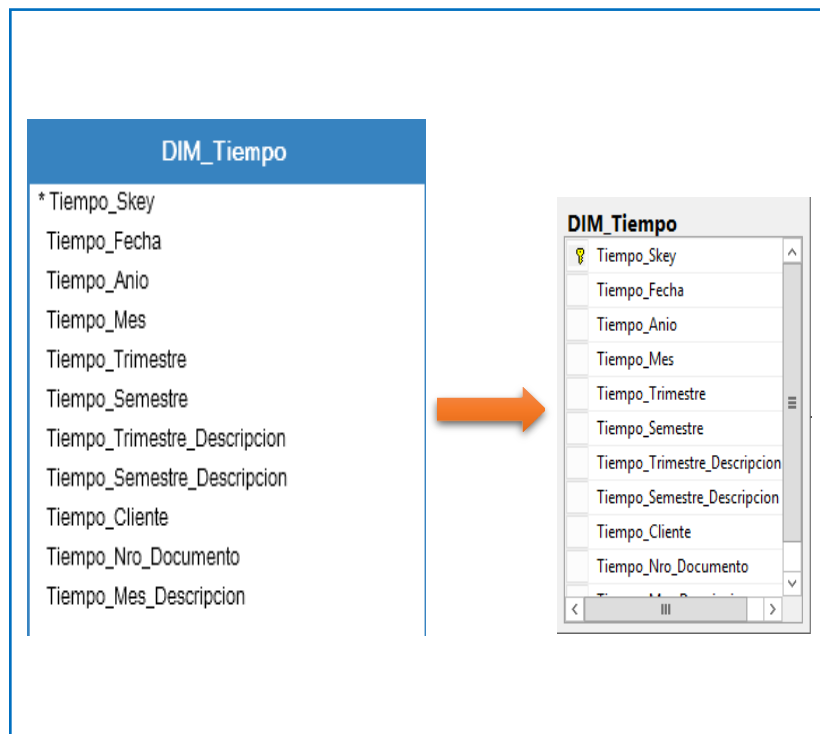 DIM_Tiempo
* Tiempo_Skey
Tiempo_Fecha
Tiempo_Anio
Tiempo_Mes
Tiempo_Trimestre
Tiempo_Semestre
Tiempo_Trimestre_Descripcion
Tiempo_Semestre_Descripcion
Tiempo_Cliente
Tiempo_Nro_Documento
Tiempo_Mes_Descripcion
DIM_Tiempo
Tiempo_Skey
Tiempo_Fecha
Tiempo_Anio
Tiempo_Mes
Tiempo_Trimestre
Tiempo_Semestre
Tiempo_Trimestre_Descripcion
Tiempo_Semestre_Descripcion
Tiempo_Cliente
Tiempo_Nro_Documento